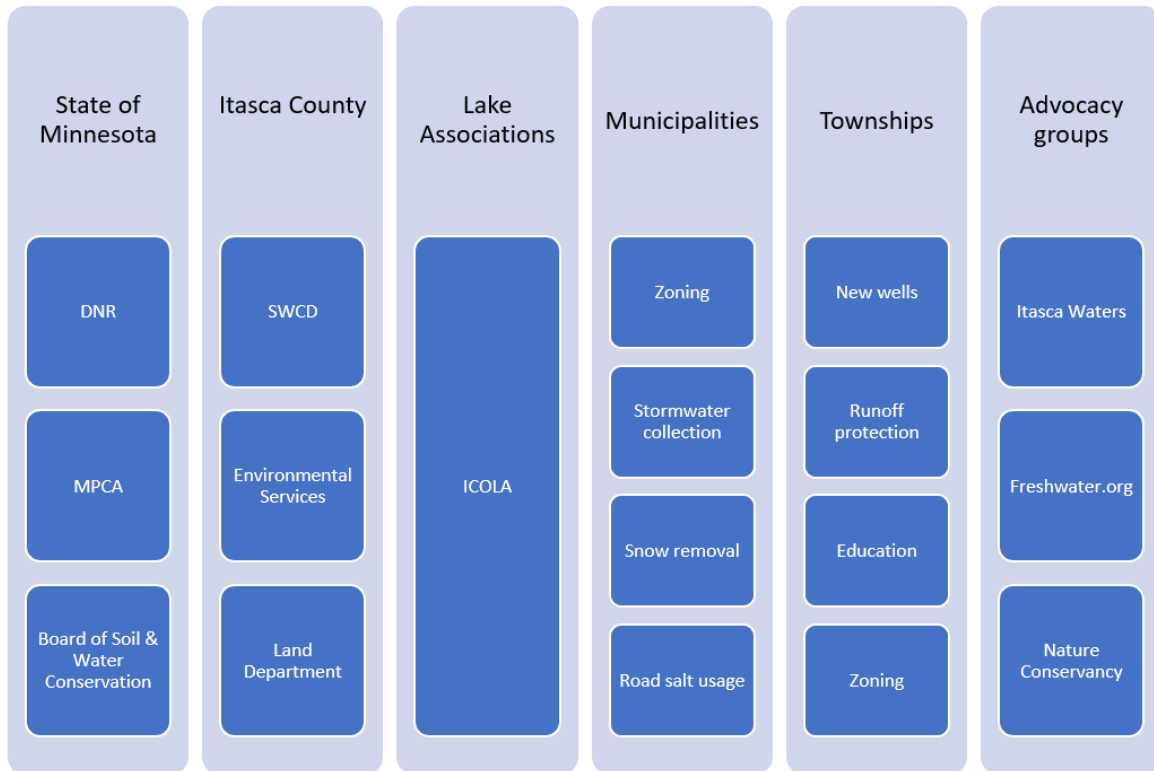 State of
Minnesota
DNR
MPCA
Board of Soil &
Water
Conservation
Itasca County
SWCD
Environmental
Services
Land
Department
Lake
Associations
ICOLA
Municipalities
Zoning
Stormwater
collection
Snow removal
Road salt usage
Townships
New wells
Runoff
protection
Education
Zoning
Advocacy
groups
Itasca Waters
Freshwater.org
Nature
Conservancy